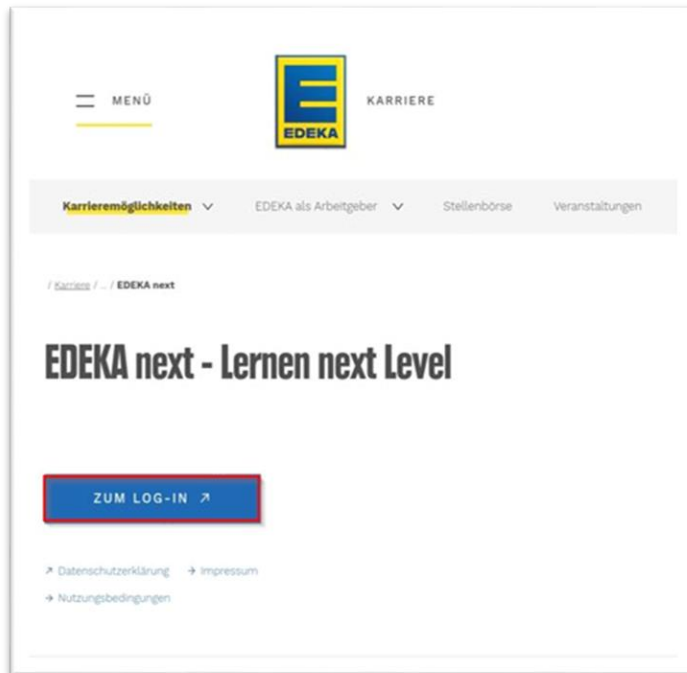 MENÜ
EDEKA
KARRIERE
Karrieremöglichkeiten EDEKA als Arbeitgeber Stellenbörse Veranstaltungen
/ Karriere / .. / EDEKA next
EDEKA next - Lernen next Level
ZUM LOG-IN ↗
↗ Datenschutzerklärung → Impressum
→ Nutzungsbedingungen